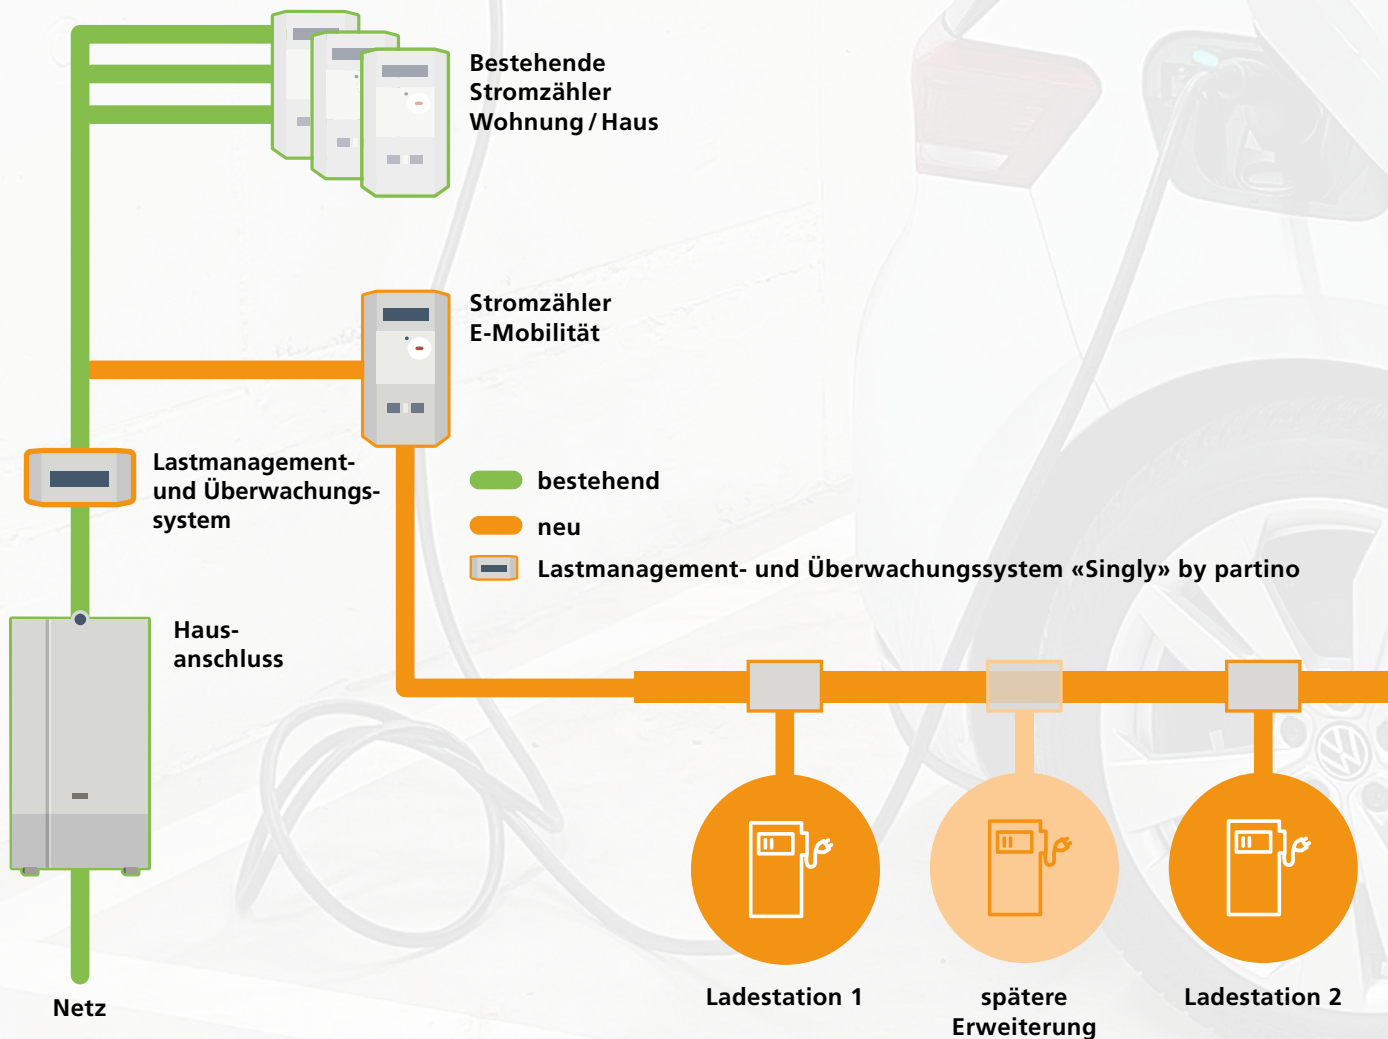 Bestehende
Stromzähler
Wohnung / Haus
Stromzähler
E-Mobilität
Lastmanagement-
und Überwachungs-
system
bestehend
neu
Lastmanagement- und Überwachungssystem «Singly» by partino
Haus-
anschluss
Netz
Ladestation 1
spätere
Erweiterung
Ladestation 2